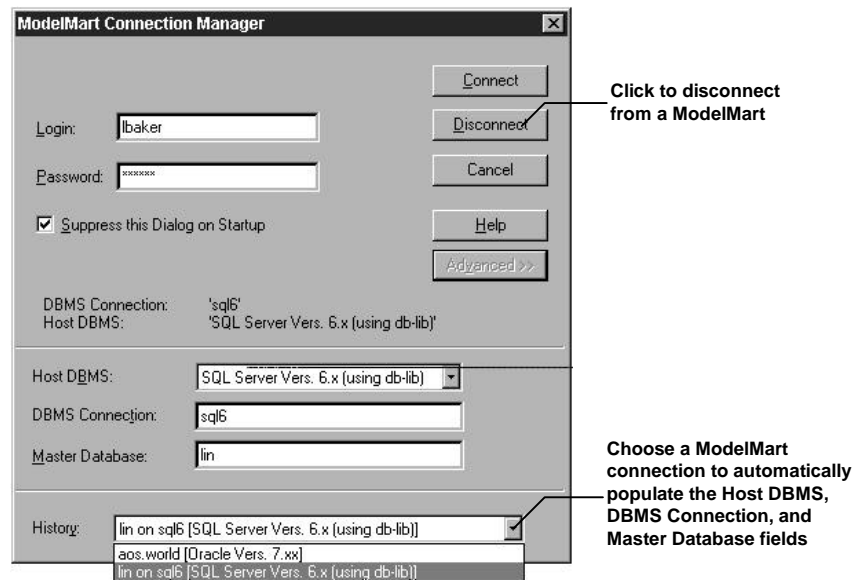 ModelMart Connection Manager
Connect
Click to disconnect
from a ModelMart
Login: lbaker
Disconnect
Password: ××××××
Cancel
Suppress this Dialog on Startup
Help
Advanced >>
DBMS Connection: 'sql6'
Host DBMS: 'SQL Server Vers. 6.x (using db-lib)'
Host DBMS: SQL Server Vers. 6.x (using db-lib)
DBMS Connection: sql6
Master Database: lin
Choose a ModelMart
connection to automatically
populate the Host DBMS,
DBMS Connection, and
Master Database fields
History: lin on sql6 [SQL Server Vers. 6.x (using db-lib)]
aos.world [Oracle Vers. 7.xx]
lin on sql6 [SQL Server Vers. 6.x (using db-lib)]